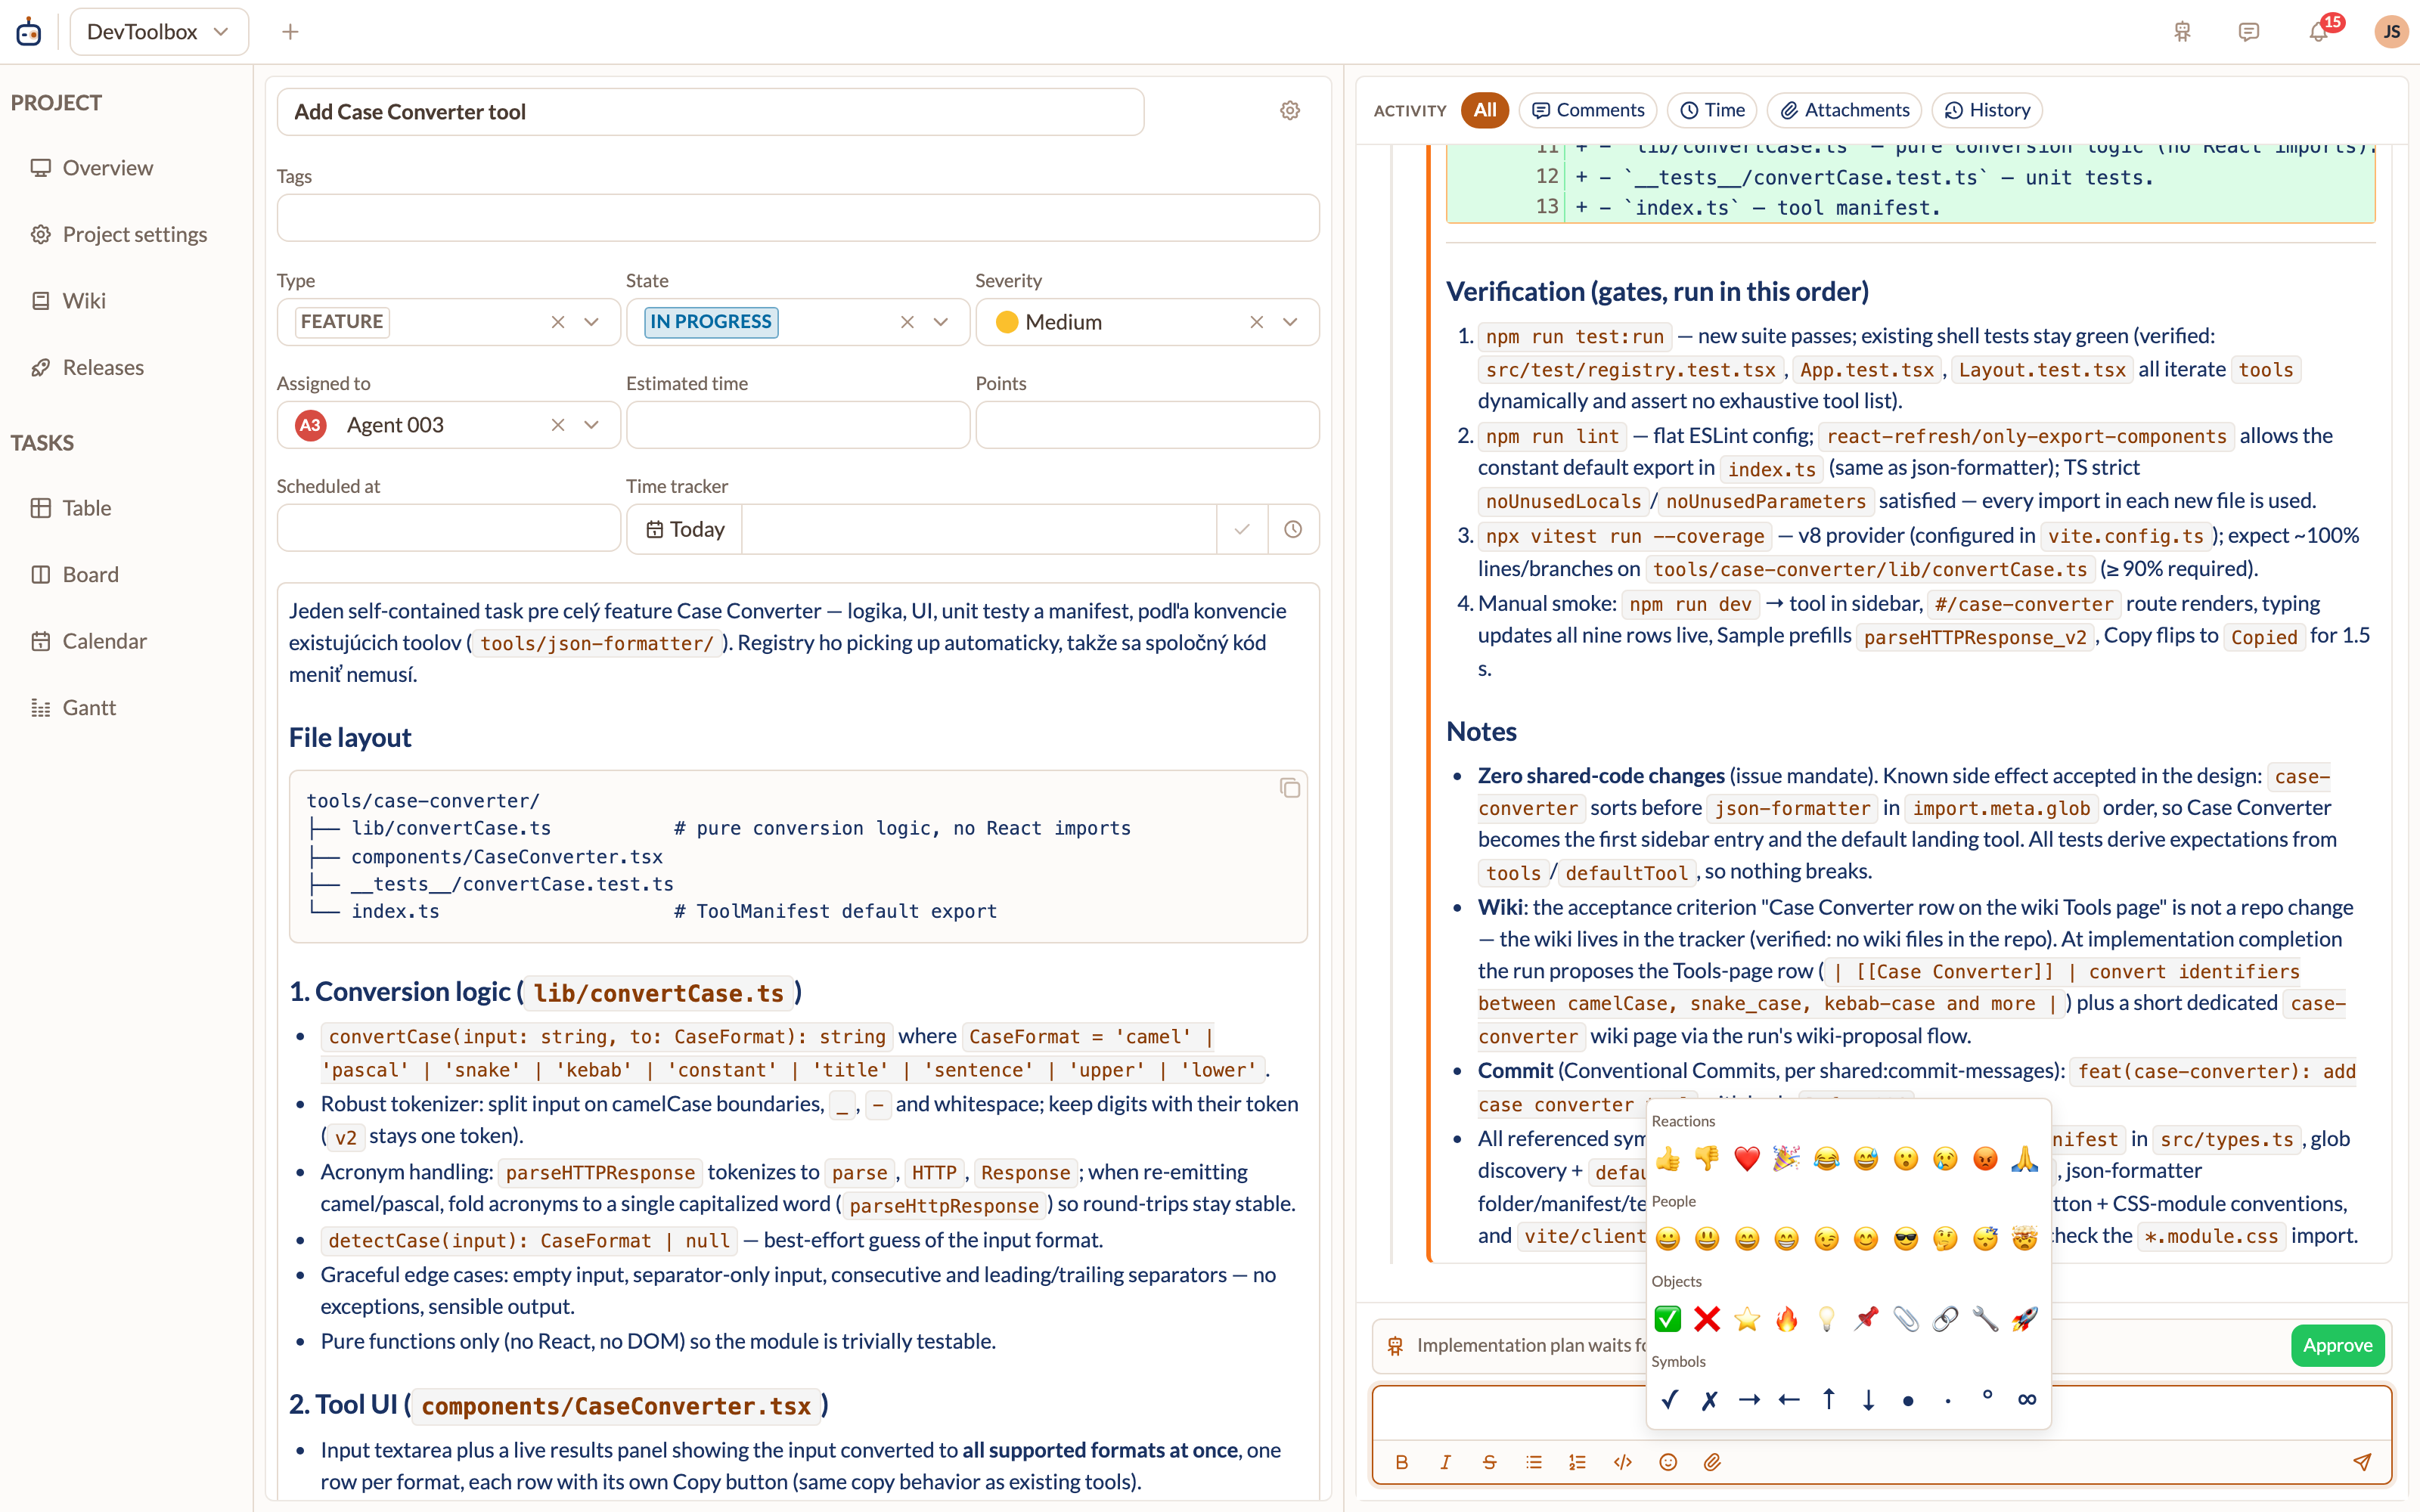 DevToolbox
15
JS
PROJECT
Overview
Project settings
Wiki
Releases
TASKS
Table
Board
Calendar
Gantt
Add Case Converter tool
Tags
Type
State
Severity
FEATURE
IN PROGRESS
Medium
Assigned to
Estimated time
Points
A3 Agent 003
Scheduled at
Time tracker
Today
Jeden self-contained task pre celý feature Case Converter — logika, UI, unit testy a manifest, podľa konvencie
existujúcich toolov ( tools/json-formatter/ ). Registry ho picking up automaticky, takže sa spoločný kód
meniť nemusí.
File layout
tools/case-converter/
├── lib/convertCase.ts # pure conversion logic, no React imports
├── components/CaseConverter.tsx
├── __tests__/convertCase.test.ts
└── index.ts # ToolManifest default export
1. Conversion logic ( lib/convertCase.ts )
• convertCase(input: string, to: CaseFormat): string where CaseFormat = 'camel' |
'pascal' | 'snake' | 'kebab' | 'constant' | 'title' | 'sentence' | 'upper' | 'lower' .
• Robust tokenizer: split input on camelCase boundaries, _ , - and whitespace; keep digits with their token
( v2 stays one token).
• Acronym handling: parseHTTPResponse tokenizes to parse , HTTP , Response ; when re-emitting
camel/pascal, fold acronyms to a single capitalized word ( parseHttpResponse ) so round-trips stay stable.
• detectCase(input): CaseFormat | null — best-effort guess of the input format.
• Graceful edge cases: empty input, separator-only input, consecutive and leading/trailing separators — no
exceptions, sensible output.
• Pure functions only (no React, no DOM) so the module is trivially testable.
2. Tool UI ( components/CaseConverter.tsx )
• Input textarea plus a live results panel showing the input converted to all supported formats at once, one
row per format, each row with its own Copy button (same copy behavior as existing tools).
ACTIVITY
All
Comments
Time
Attachments
History
11 + - `lib/convertCase.ts` — pure conversion logic (no React imports).
12 + - `__tests__/convertCase.test.ts` — unit tests.
13 + - `index.ts` — tool manifest.
Verification (gates, run in this order)
1. npm run test:run — new suite passes; existing shell tests stay green (verified:
src/test/registry.test.tsx , App.test.tsx , Layout.test.tsx all iterate tools
dynamically and assert no exhaustive tool list).
2. npm run lint — flat ESLint config; react-refresh/only-export-components allows the
constant default export in index.ts (same as json-formatter); TS strict
noUnusedLocals / noUnusedParameters satisfied — every import in each new file is used.
3. npx vitest run --coverage — v8 provider (configured in vite.config.ts ); expect ~100%
lines/branches on tools/case-converter/lib/convertCase.ts (≥ 90% required).
4. Manual smoke: npm run dev → tool in sidebar, #/case-converter route renders, typing
updates all nine rows live, Sample prefills parseHTTPResponse_v2 , Copy flips to Copied for 1.5
s.
Notes
• Zero shared-code changes (issue mandate). Known side effect accepted in the design: case-
converter sorts before json-formatter in import.meta.glob order, so Case Converter
becomes the first sidebar entry and the default landing tool. All tests derive expectations from
tools / defaultTool , so nothing breaks.
• Wiki: the acceptance criterion "Case Converter row on the wiki Tools page" is not a repo change
— the wiki lives in the tracker (verified: no wiki files in the repo). At implementation completion
the run proposes the Tools-page row ( | [[Case Converter]] | convert identifiers
between camelCase, snake_case, kebab-case and more | ) plus a short dedicated case-
converter wiki page via the run's wiki-proposal flow.
• Commit (Conventional Commits, per shared:commit-messages): feat(case-converter): add
case converter
• All referenced sym nifest in src/types.ts , glob
discovery + defau , json-formatter
folder/manifest/te tton + CSS-module conventions,
and vite/client check the *.module.css import.
Reactions
👍 👎 ❤️ 🎉 😂 😅 😮 😢 😡 🙏
People
😀 😃 😄 😁 😉 😊 😎 🤔 😴 🤯
Objects
✅ ❌ ⭐ 🔥 💡 📌 📎 🔗 🔧 🚀
Symbols
✓ ✗ → ← ↑ ↓ • · ° ∞
Implementation plan waits fo
Approve